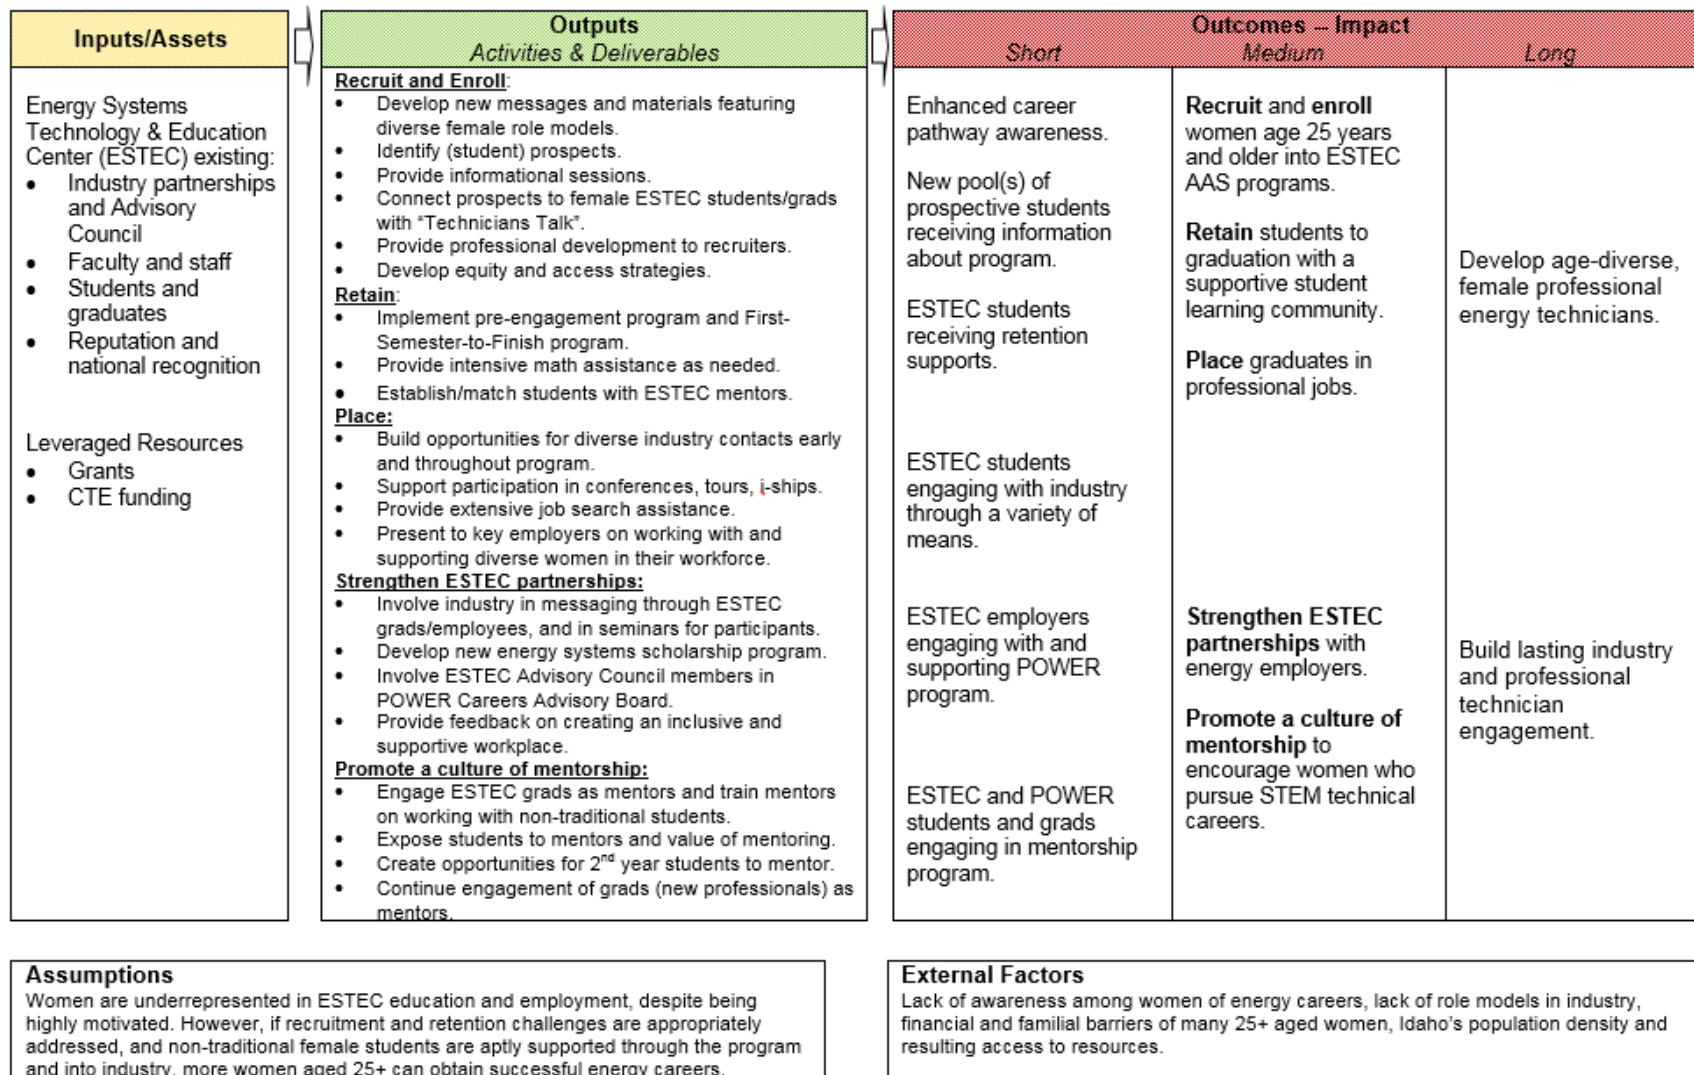 Inputs/Assets
Energy Systems
Technology & Education
Center (ESTEC) existing:
• Industry partnerships
and Advisory
Council
• Faculty and staff
• Students and
graduates
• Reputation and
national recognition
Leveraged Resources
• Grants
• CTE funding
Outputs
Activities & Deliverables
Recruit and Enroll:
• Develop new messages and materials featuring
diverse female role models.
• Identify (student) prospects.
• Provide informational sessions.
• Connect prospects to female ESTEC students/grads
with “Technicians Talk”.
• Provide professional development to recruiters.
• Develop equity and access strategies.
Retain:
• Implement pre-engagement program and First-
Semester-to-Finish program.
• Provide intensive math assistance as needed.
• Establish/match students with ESTEC mentors.
Place:
• Build opportunities for diverse industry contacts early
and throughout program.
• Support participation in conferences, tours, i-ships.
• Provide extensive job search assistance.
• Present to key employers on working with and
supporting diverse women in their workforce.
Strengthen ESTEC partnerships:
• Involve industry in messaging through ESTEC
grads/employees, and in seminars for participants.
• Develop new energy systems scholarship program.
• Involve ESTEC Advisory Council members in
POWER Careers Advisory Board.
• Provide feedback on creating an inclusive and
supportive workplace.
Promote a culture of mentorship:
• Engage ESTEC grads as mentors and train mentors
on working with non-traditional students.
• Expose students to mentors and value of mentoring.
• Create opportunities for 2nd year students to mentor.
• Continue engagement of grads (new professionals) as
mentors.
Outcomes – Impact
Short Medium Long
Enhanced career
pathway awareness.
New pool(s) of
prospective students
receiving information
about program.
ESTEC students
receiving retention
supports.
ESTEC students
engaging with industry
through a variety of
means.
ESTEC employers
engaging with and
supporting POWER
program.
ESTEC and POWER
students and grads
engaging in mentorship
program.
Recruit and enroll
women age 25 years
and older into ESTEC
AAS programs.
Retain students to
graduation with a
supportive student
learning community.
Place graduates in
professional jobs.
Strengthen ESTEC
partnerships with
energy employers.
Promote a culture of
mentorship to
encourage women who
pursue STEM technical
careers.
Develop age-diverse,
female professional
energy technicians.
Build lasting industry
and professional
technician
engagement.
Assumptions
Women are underrepresented in ESTEC education and employment, despite being
highly motivated. However, if recruitment and retention challenges are appropriately
addressed, and non-traditional female students are aptly supported through the program
and into industry, more women aged 25+ can obtain successful energy careers.
External Factors
Lack of awareness among women of energy careers, lack of role models in industry,
financial and familial barriers of many 25+ aged women, Idaho’s population density and
resulting access to resources.